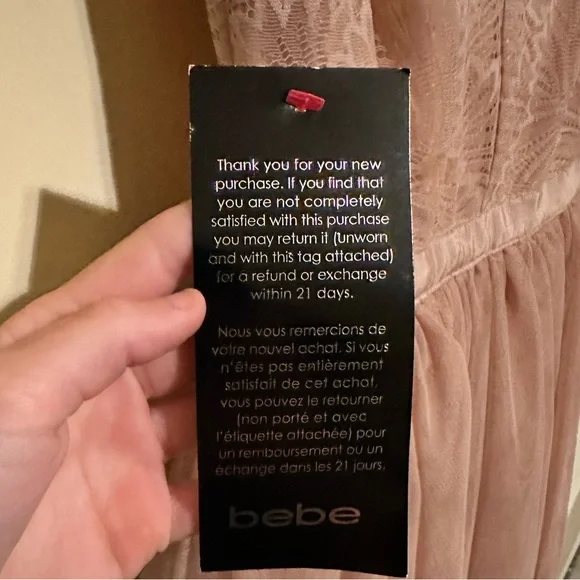 Thank you for your new
purchase. If you find that
you are not completely
satisfied with this purchase
you may return it (unworn
and with this tag attached)
for a refund or exchange
within 21 days.
Nous vous remercions de
votre nouvel achat. Si vous
n'êtes pas entièrement
satisfait de cet achat,
vous pouvez le retourner
(non porté et avec
l'étiquette attachée) pour
un remboursement ou un
échange dans les 21 jours.
bebe